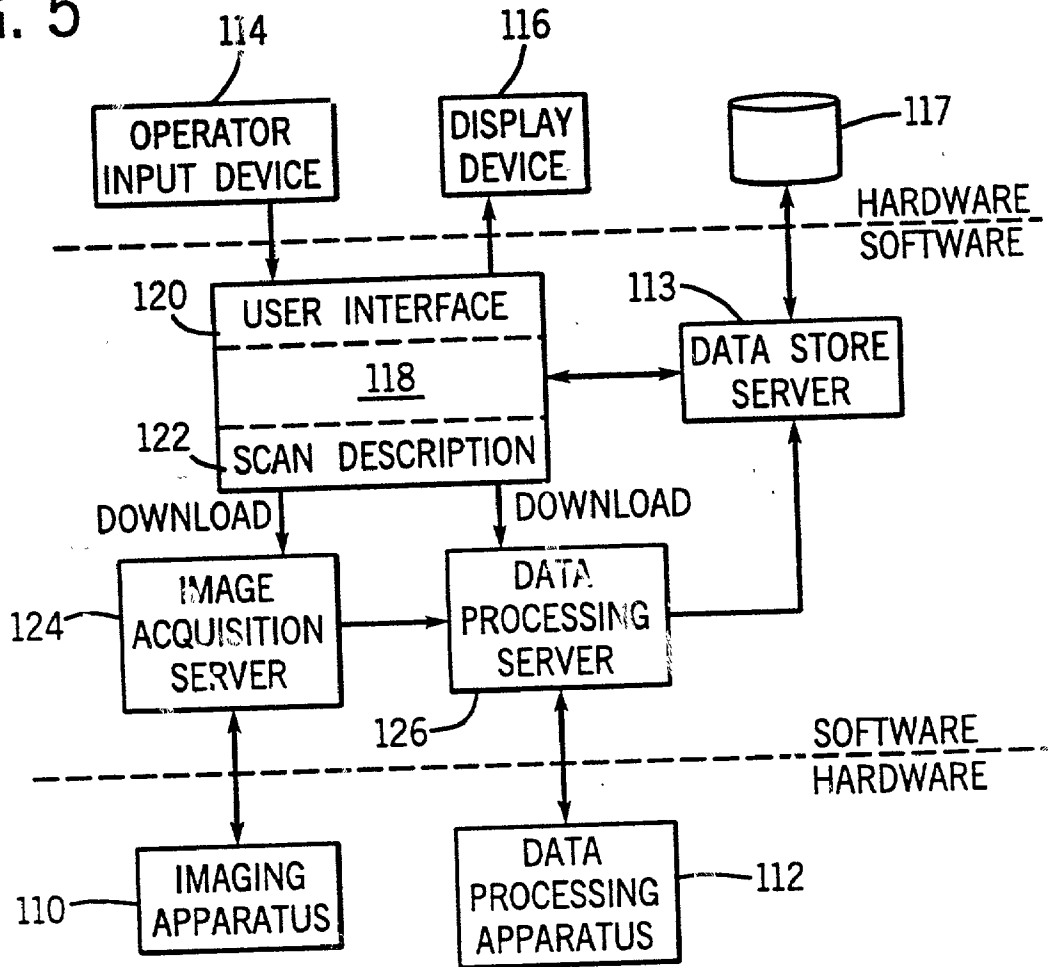 . 5
114
116
117
OPERATOR
INPUT DEVICE
DISPLAY
DEVICE
HARDWARE
SOFTWARE
120
USER INTERFACE
113
118
DATA STORE
SERVER
122
SCAN DESCRIPTION
DOWNLOAD
DOWNLOAD
124
IMAGE
ACQUISITION
SERVER
DATA
PROCESSING
SERVER
126
SOFTWARE
HARDWARE
110
IMAGING
APPARATUS
DATA
PROCESSING
APPARATUS
112